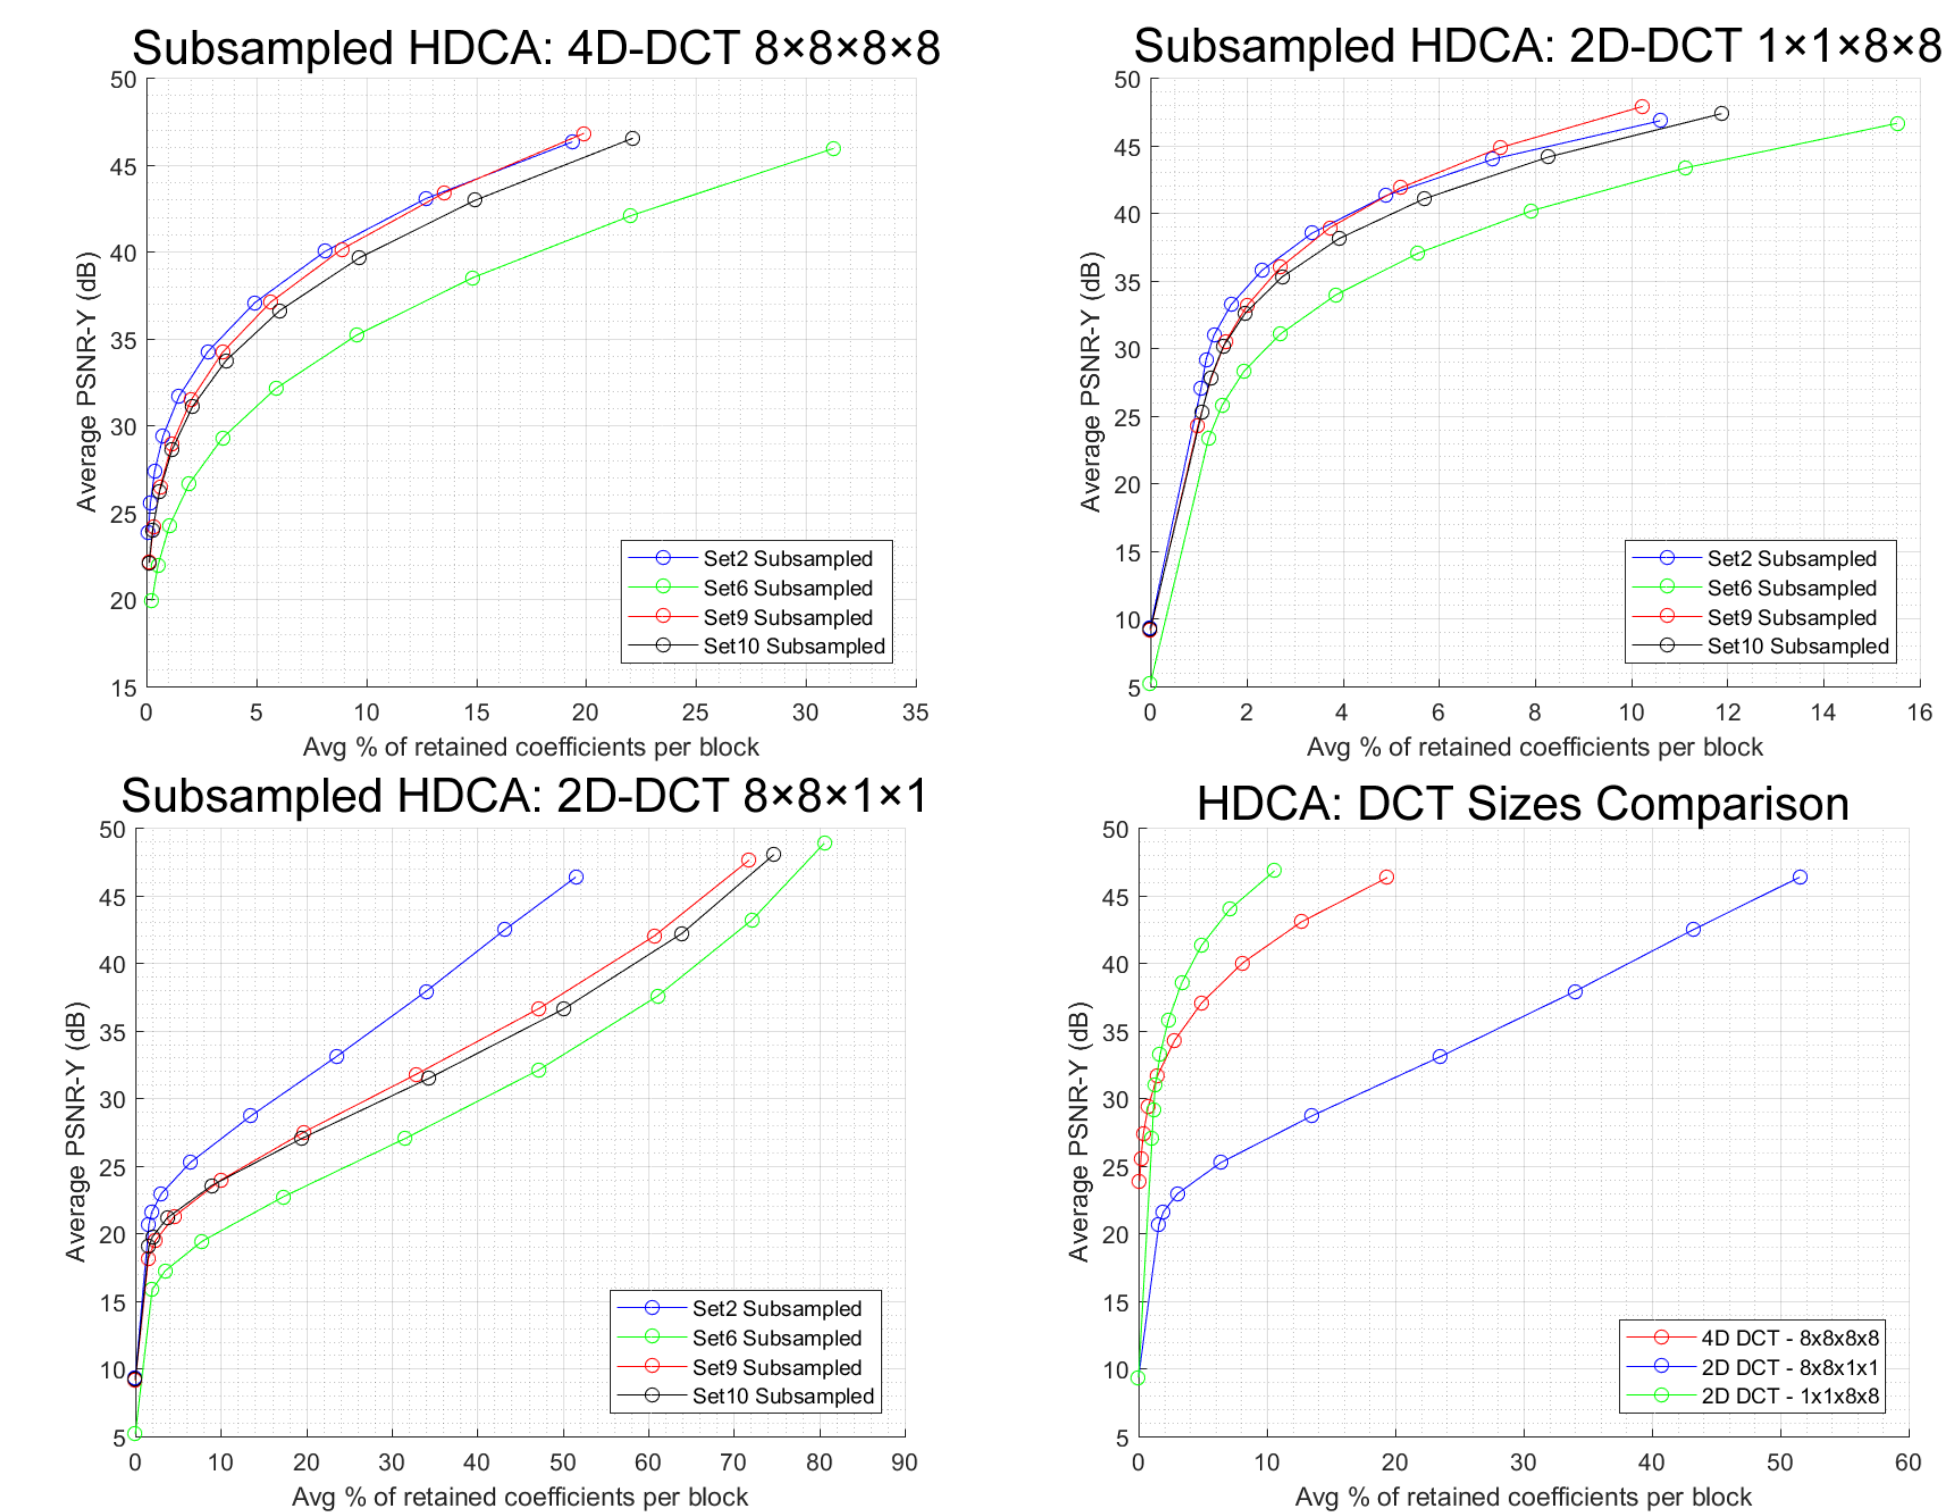 Subsampled HDCA: 4D-DCT 8×8×8×8
50
45
40
35
30
25
20
15
Average PSNR-Y (dB)
Set2 Subsampled
Set6 Subsampled
Set9 Subsampled
Set10 Subsampled
0 5 10 15 20 25 30 35
Avg % of retained coefficients per block
Subsampled HDCA: 2D-DCT 1×1×8×8
50
45
40
35
30
25
20
15
10
5
Average PSNR-Y (dB)
Set2 Subsampled
Set6 Subsampled
Set9 Subsampled
Set10 Subsampled
0 2 4 6 8 10 12 14 16
Avg % of retained coefficients per block
Subsampled HDCA: 2D-DCT 8×8×1×1
50
45
40
35
30
25
20
15
10
5
Average PSNR-Y (dB)
Set2 Subsampled
Set6 Subsampled
Set9 Subsampled
Set10 Subsampled
0 10 20 30 40 50 60 70 80 90
Avg % of retained coefficients per block
HDCA: DCT Sizes Comparison
50
45
40
35
30
25
20
15
10
5
Average PSNR-Y (dB)
4D DCT - 8x8x8x8
2D DCT - 8x8x1x1
2D DCT - 1x1x8x8
0 10 20 30 40 50 60
Avg % of retained coefficients per block